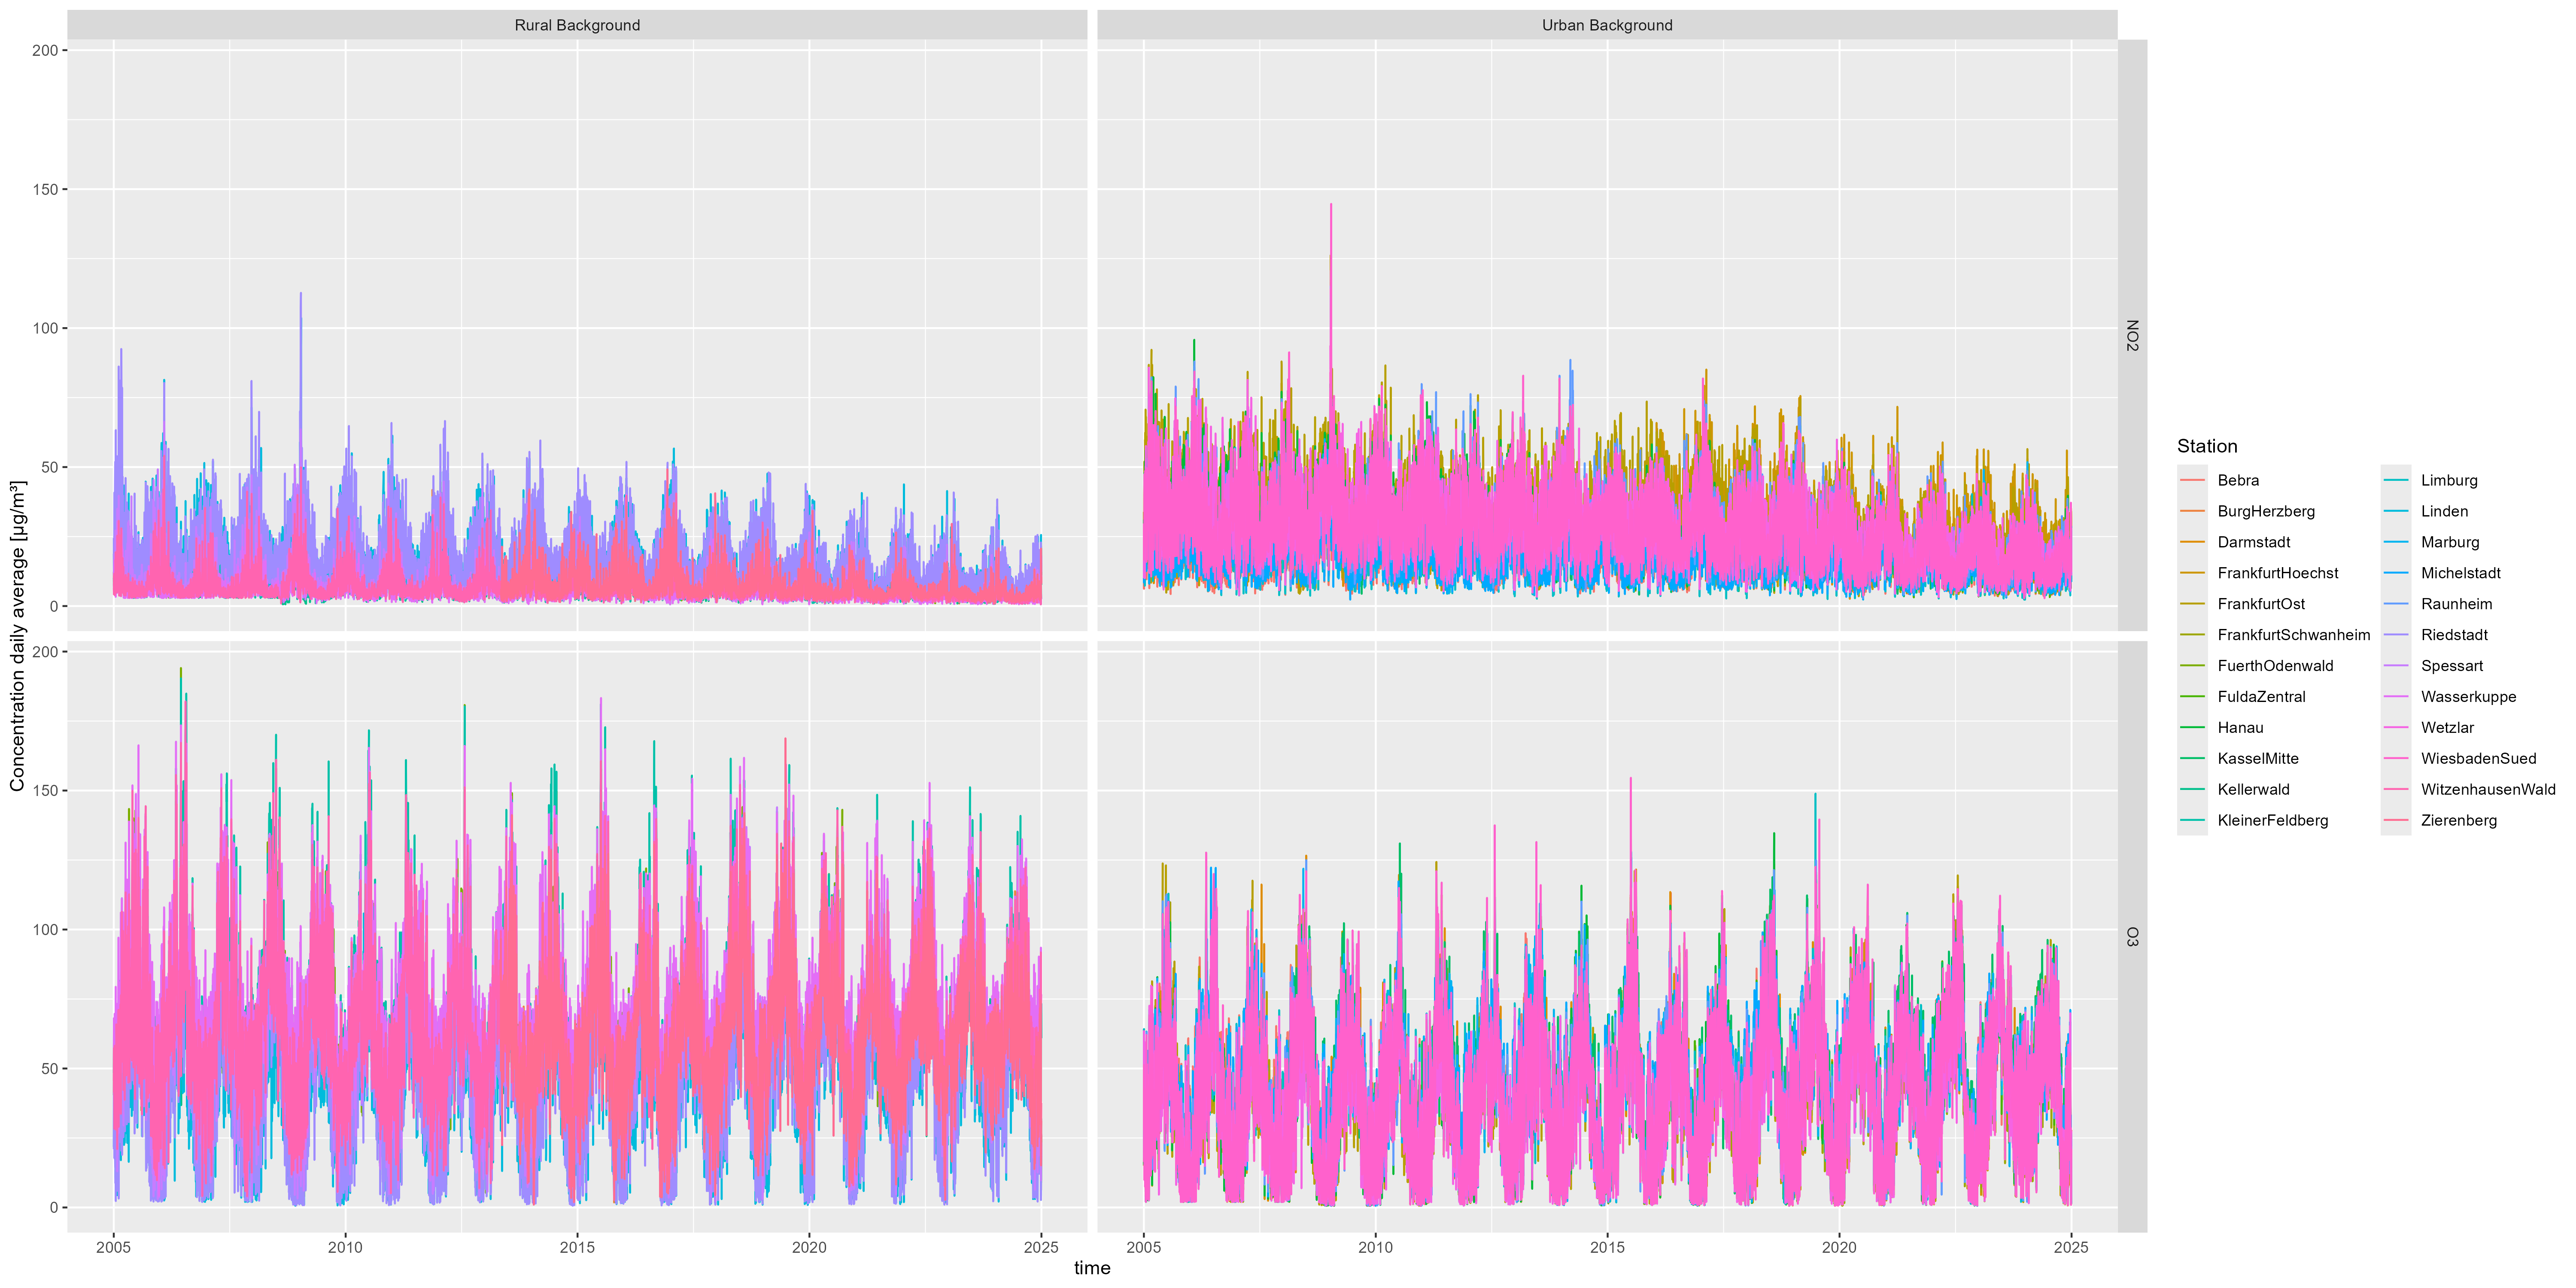 Rural Background
Urban Background
200
150
100
50
0
NO2
200
150
100
50
0
O3
Concentration daily average [µg/m³]
2005
2010
2015
2020
2025
2005
2010
2015
2020
2025
time
Station
Bebra
BurgHerzberg
Darmstadt
FrankfurtHoechst
FrankfurtOst
FrankfurtSchwanheim
FuerthOdenwald
FuldaZentral
Hanau
KasselMitte
Kellerwald
KleinerFeldberg
Limburg
Linden
Marburg
Michelstadt
Raunheim
Riedstadt
Spessart
Wasserkuppe
Wetzlar
WiesbadenSued
WitzenhausenWald
Zierenberg